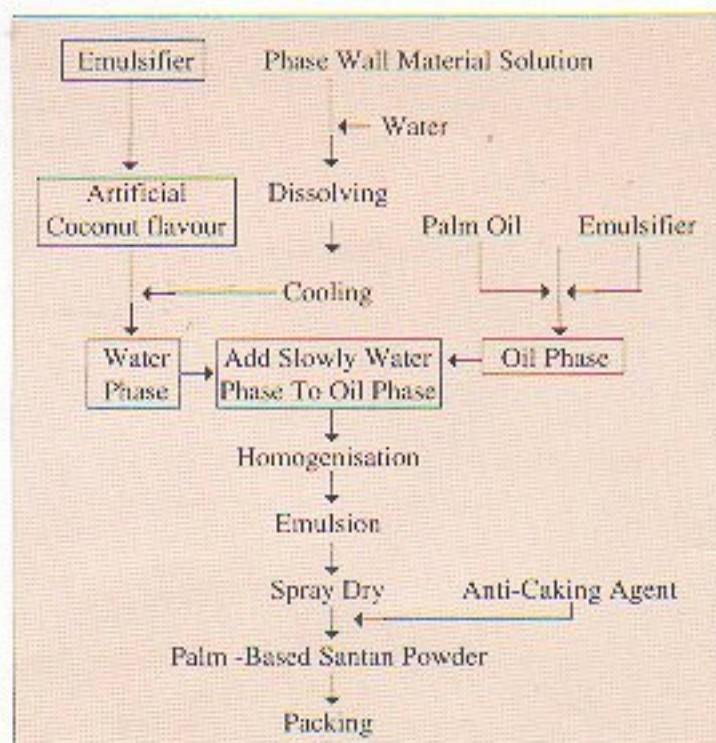 Emulsifier
Phase Wall Material Solution
Water
Artificial
Coconut flavour
Dissolving
Palm Oil
Emulsifier
Cooling
Water
Phase
Add Slowly Water
Phase To Oil Phase
Oil Phase
Homogenisation
Emulsion
Spray Dry
Anti-Caking Agent
Palm -Based Santan Powder
Packing